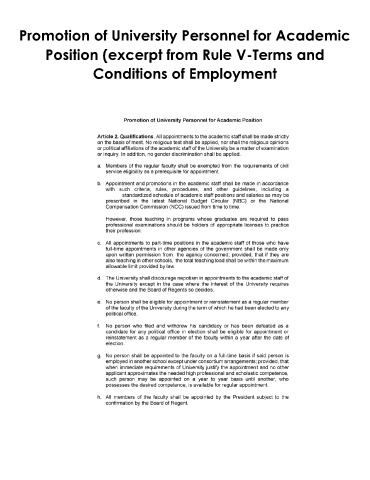 Promotion of University Personnel for Academic
Position (excerpt from Rule V-Terms and
Conditions of Employment
Promotion of University Personnel for Academic Position
Article 2. Qualifications. All appointments to the academic staff shall be made strictly
on the basis of merit. No religious test shall be applied, nor shall the religious opinions
or political affiliations of the academic staff of the University be a matter of examination
or inquiry. In addition, no gender discrimination shall be applied.
a. Members of the regular faculty shall be exempted from the requirements of civil
service eligibility as a prerequisite for appointment.
b. Appointment and promotions in the academic staff shall be made in accordance
with such criteria, rules, procedures, and other guidelines, including a
standardized schedule of academic staff positions and salaries as may be
prescribed in the latest National Budget Circular (NBC) or the National
Compensation Commission (NCC) issued from time to time.
However, those teaching in programs whose graduates are required to pass
professional examinations should be holders of appropriate licenses to practice
their profession.
c. All appointments to part-time positions in the academic staff of those who have
full-time appointments in other agencies of the government shall be made only
upon written permission from the agency concerned; provided, that if they are
also teaching in other schools, the total teaching load shall be within the maximum
allowable limit provided by law.
d. The University shall discourage nepotism in appointments to the academic staff of
the University except in the case where the interest of the University requires
otherwise and the Board of Regents so decides.
e. No person shall be eligible for appointment or reinstatement as a regular member
of the faculty of the University during the term of which he had been elected to any
political office.
f. No person who filed and withdrew his candidacy or has been defeated as a
candidate for any political office in election shall be eligible for appointment or
reinstatement as a regular member of the faculty within a year after the date of
election.
g. No person shall be appointed to the faculty on a full-time basis if said person is
employed in another school except under consortium arrangements; provided, that
when immediate requirements of University justify the appointment and no other
applicant approximates the needed high professional and scholastic competence,
such person may be appointed on a year to year basis until another, who
possesses the desired competence, is available for regular appointment.
h. All members of the faculty shall be appointed by the President subject to the
confirmation by the Board of Regent.